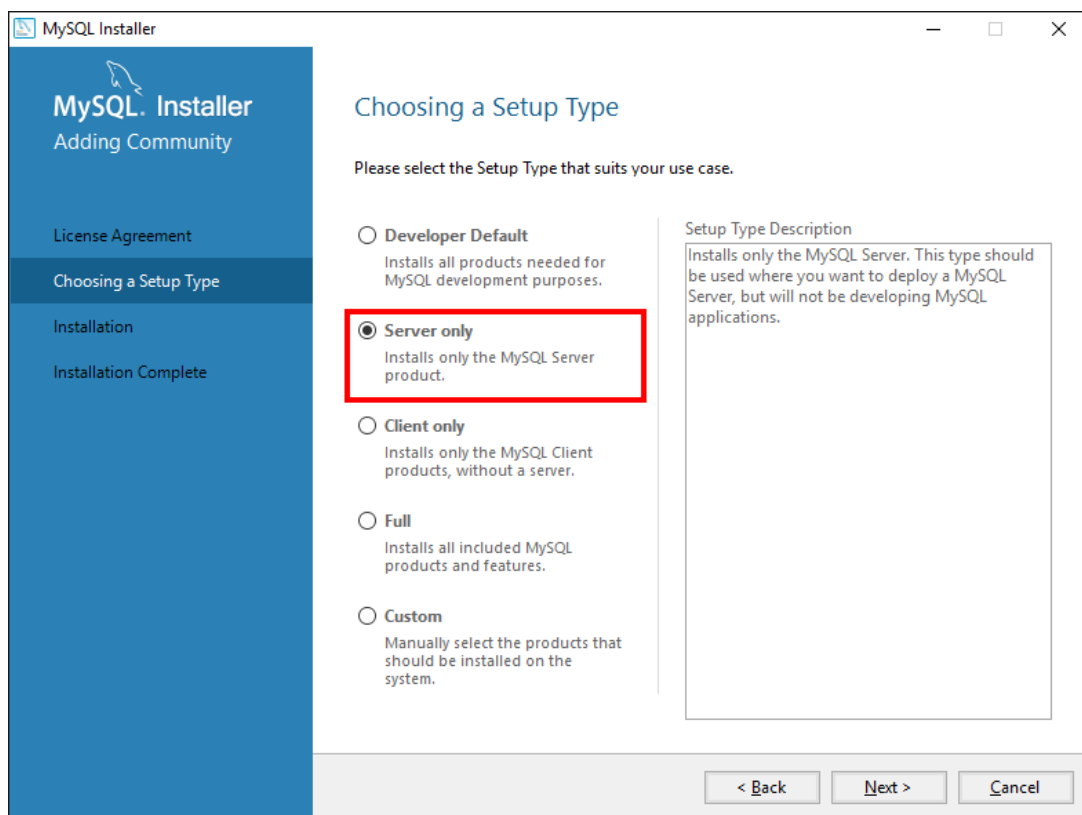 MySQL Installer
MySQL. Installer
Adding Community
License Agreement
Choosing a Setup Type
Installation
Installation Complete
Choosing a Setup Type
Please select the Setup Type that suits your use case.
Developer Default
Installs all products needed for
MySQL development purposes.
Server only
Installs only the MySQL Server
product.
Client only
Installs only the MySQL Client
products, without a server.
Full
Installs all included MySQL
products and features.
Custom
Manually select the products that
should be installed on the
system.
Setup Type Description
Installs only the MySQL Server. This type should
be used where you want to deploy a MySQL
Server, but will not be developing MySQL
applications.
< Back
Next >
Cancel